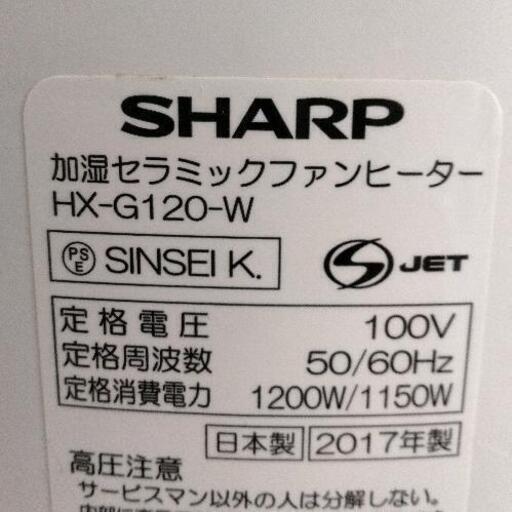 SHARP
加湿セラミックファンヒーター
HX-G120-W
PSE SINSEI K.
S JET
定格電圧 100V
定格周波数 50/60Hz
定格消費電力 1200W/1150W
日本製 2017年製
高圧注意
サービスマン以外の人は分解しない。